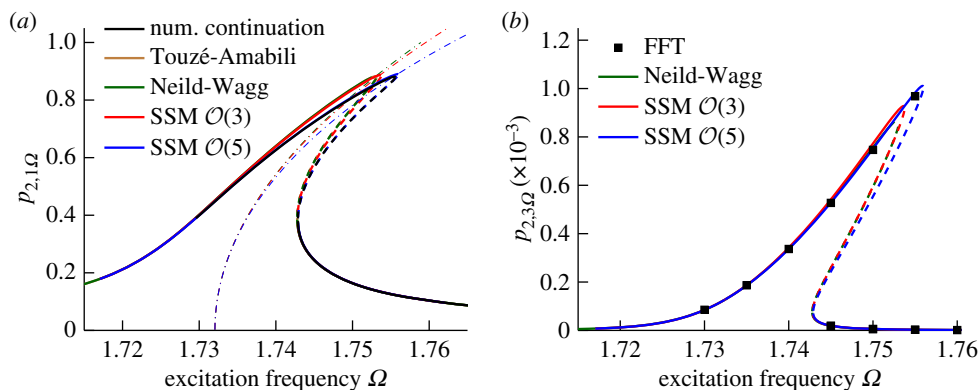 (a)
num. continuation
Touzé-Amabili
Neild-Wagg
SSM O(3)
SSM O(5)
p2,1Ω
1.0
0.8
0.6
0.4
0.2
0
1.72 1.73 1.74 1.75 1.76
excitation frequency Ω
(b)
FFT
Neild-Wagg
SSM O(3)
SSM O(5)
p2,3Ω (×10−3)
1.2
1.0
0.8
0.6
0.4
0.2
0
1.72 1.73 1.74 1.75 1.76
excitation frequency Ω